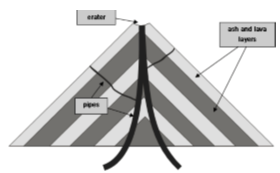 crater
ash and lava
layers
pipes